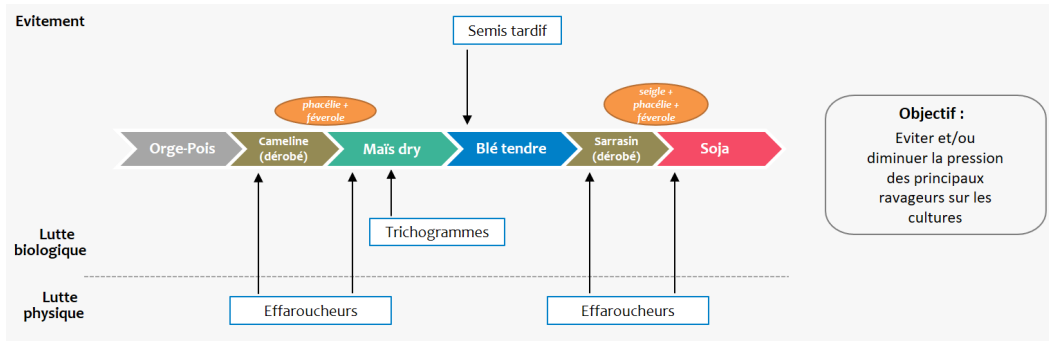 Evitement
Semis tardif
phacélie +
féverole
seigle +
phacélie +
féverole
Orge-Pois
Cameline
(dérobé)
Maïs dry
Blé tendre
Sarrasin
(dérobé)
Soja
Objectif :
Eviter et/ou
diminuer la pression
des principaux
ravageurs sur les
cultures
Lutte
biologique
Trichogrammes
Lutte
physique
Effaroucheurs
Effaroucheurs